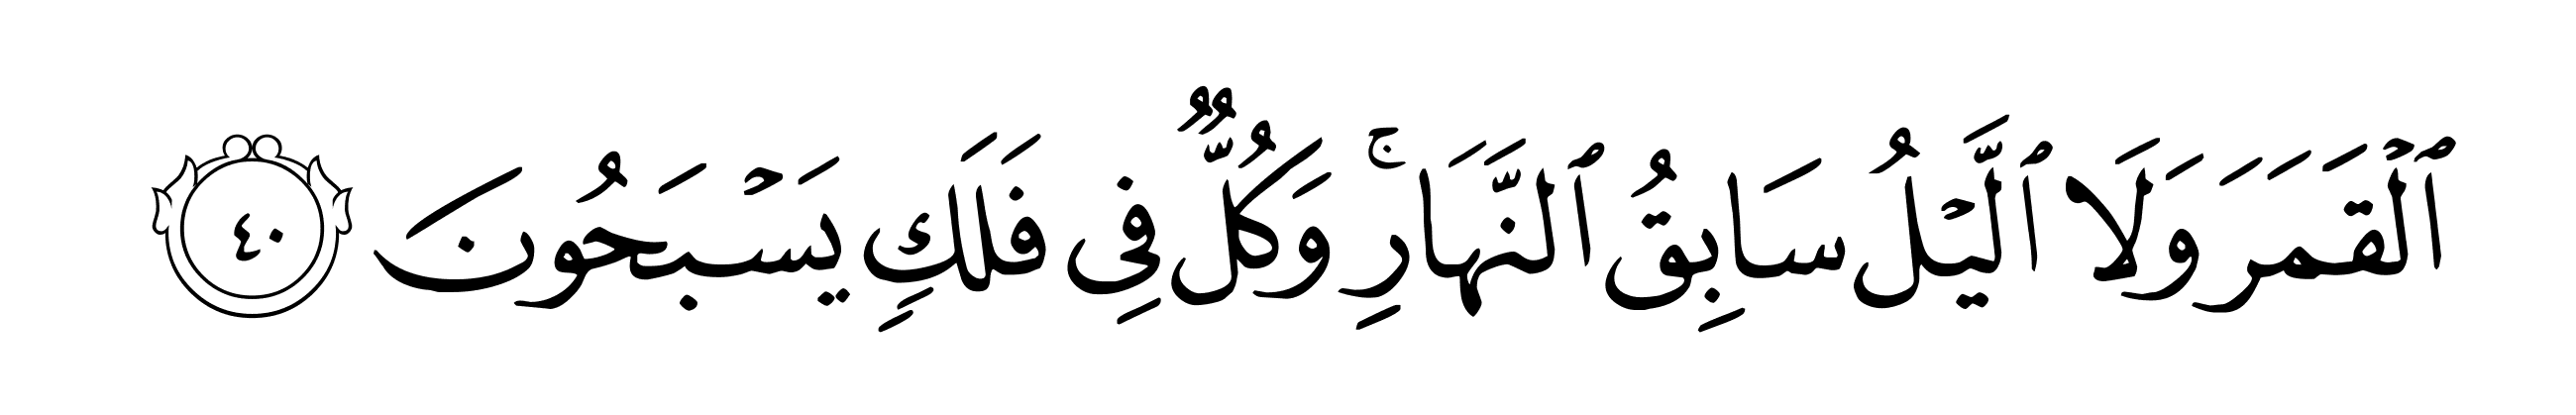 ٱلۡقَمَرَ وَلَا ٱلَّيۡلُ سَابِقُ ٱلنَّهَارِۚ وَكُلّٞ فِي فَلَكٖ يَسۡبَحُونَ ٤٠